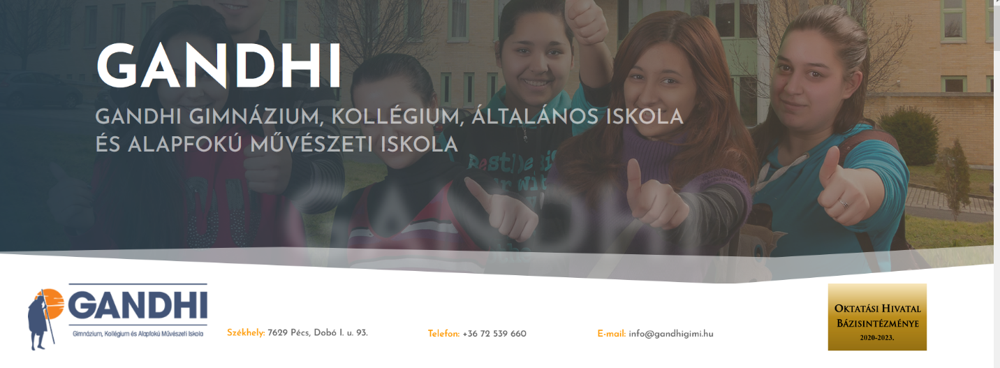 GANDHI
GANDHI GIMNÁZIUM, KOLLÉGIUM, ÁLTALÁNOS ISKOLA
ÉS ALAPFOKÚ MŰVÉSZETI ISKOLA
GANDHI
GANDHI
Gimnázium, Kollégium és Alapfokú Művészeti Iskola
Székhely: 7629 Pécs, Dobó I. u. 93.
Telefon: +36 72 539 660
E-mail: info@gandhigimi.hu
OKTATÁSI HIVATAL
BÁZISINTÉZMÉNYE
2020-2023.